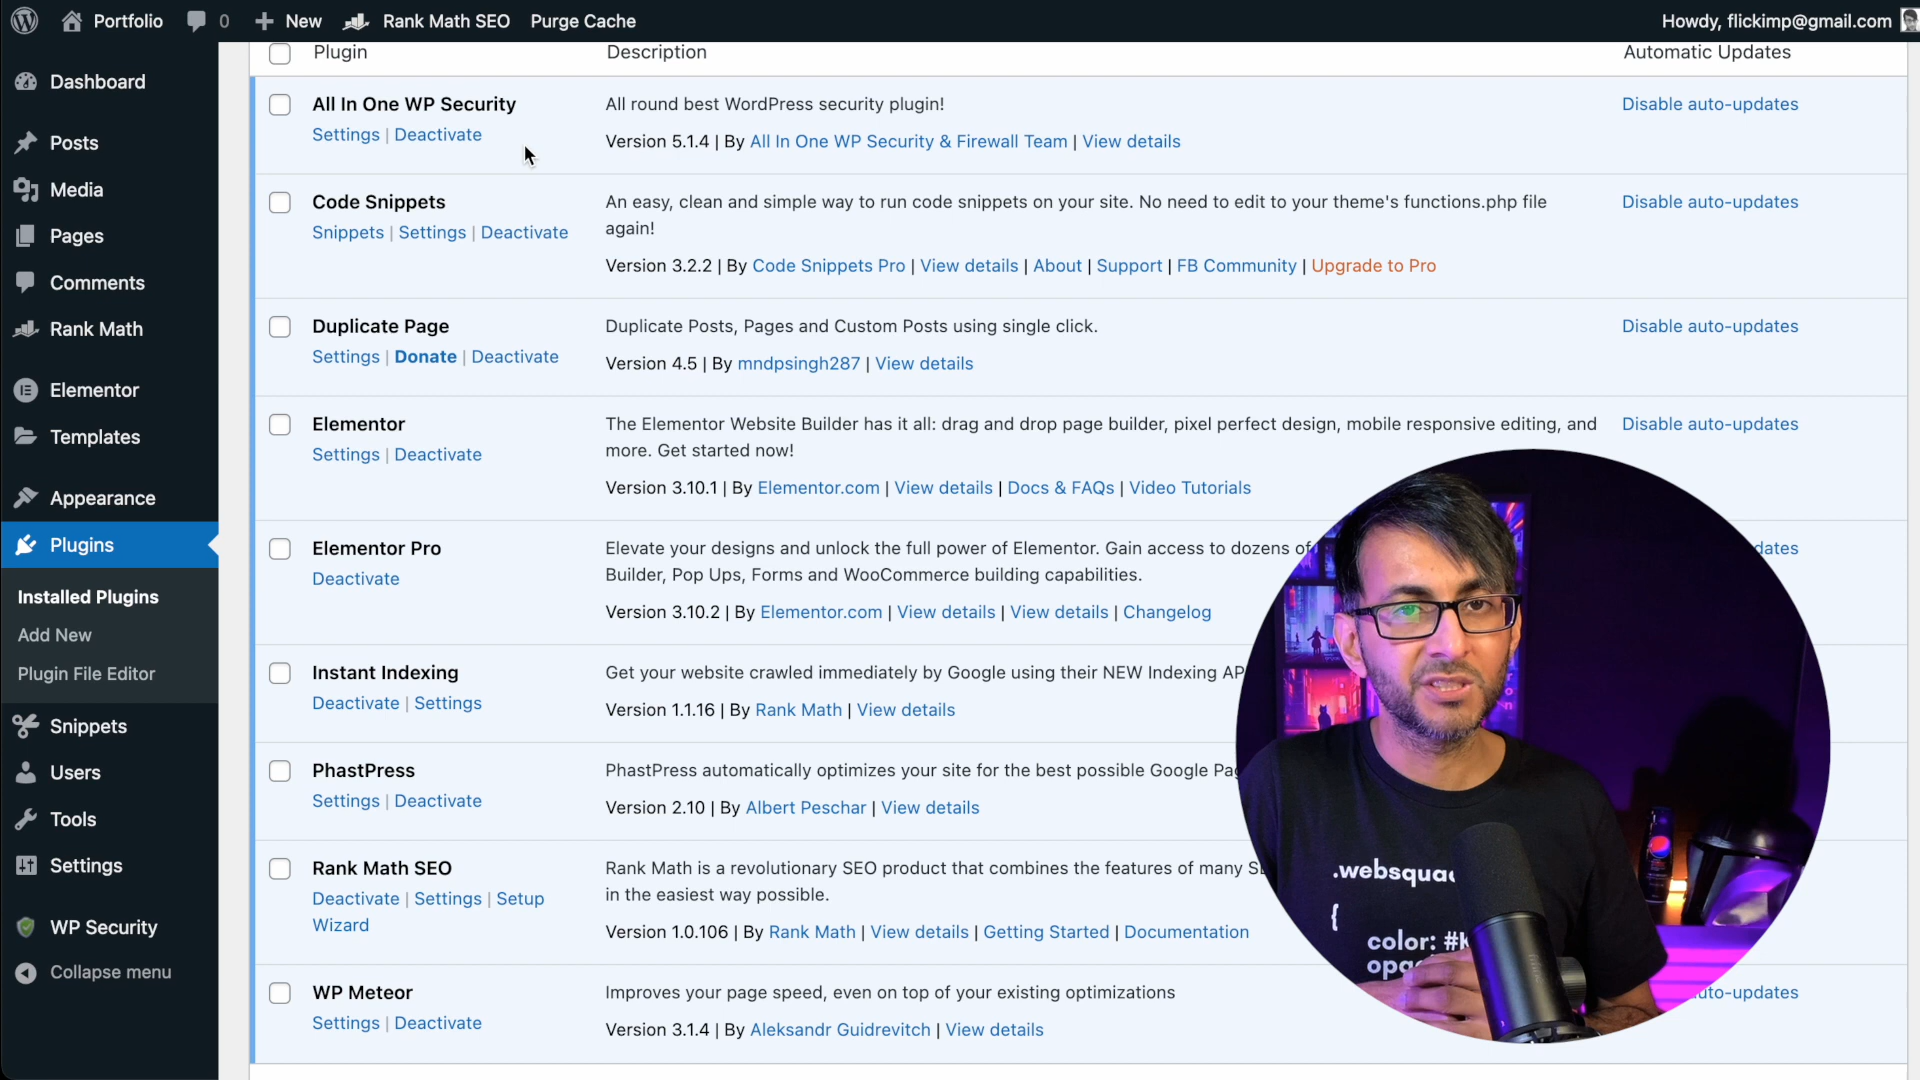 Portfolio 0 New Rank Math SEO Purge Cache Howdy, flickimp@gmail.com
Plugin Description Automatic Updates
Dashboard
Posts
Media
Pages
Comments
Rank Math
Elementor
Templates
Appearance
Plugins
Installed Plugins
Add New
Plugin File Editor
Snippets
Users
Tools
Settings
WP Security
Collapse menu
All In One WP Security
Settings | Deactivate
All round best WordPress security plugin!
Version 5.1.4 | By All In One WP Security & Firewall Team | View details
Disable auto-updates
Code Snippets
Snippets | Settings | Deactivate
An easy, clean and simple way to run code snippets on your site. No need to edit to your theme's functions.php file
again!
Version 3.2.2 | By Code Snippets Pro | View details | About | Support | FB Community | Upgrade to Pro
Disable auto-updates
Duplicate Page
Settings | Donate | Deactivate
Duplicate Posts, Pages and Custom Posts using single click.
Version 4.5 | By mndpsingh287 | View details
Disable auto-updates
Elementor
Settings | Deactivate
The Elementor Website Builder has it all: drag and drop page builder, pixel perfect design, mobile responsive editing, and
more. Get started now!
Version 3.10.1 | By Elementor.com | View details | Docs & FAQs | Video Tutorials
Disable auto-updates
Elementor Pro
Deactivate
Elevate your designs and unlock the full power of Elementor. Gain access to dozens of
Builder, Pop Ups, Forms and WooCommerce building capabilities.
Version 3.10.2 | By Elementor.com | View details | View details | Changelog
Instant Indexing
Deactivate | Settings
Get your website crawled immediately by Google using their NEW Indexing AP
Version 1.1.16 | By Rank Math | View details
PhastPress
Settings | Deactivate
PhastPress automatically optimizes your site for the best possible Google Pag
Version 2.10 | By Albert Peschar | View details
Rank Math SEO
Deactivate | Settings | Setup
Wizard
Rank Math is a revolutionary SEO product that combines the features of many
in the easiest way possible.
Version 1.0.106 | By Rank Math | View details | Getting Started | Documentation
WP Meteor
Settings | Deactivate
Improves your page speed, even on top of your existing optimizations
Version 3.1.4 | By Aleksandr Guidrevitch | View details
auto-updates
.websquad
{
color: #K
opac